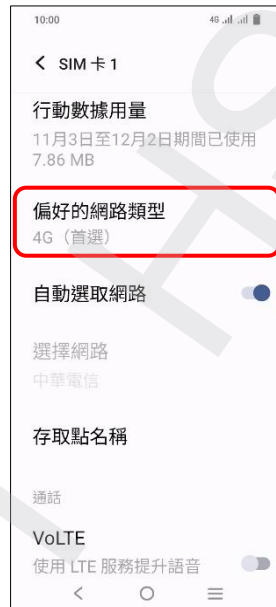 10:00 4G
SIM 卡 1
行動數據用量
11月3日至12月2日期間已使用
7.86 MB
偏好的網路類型
4G（首選）
自動選取網路
選擇網路
中華電信
存取點名稱
通話
VoLTE
使用 LTE 服務提升語音